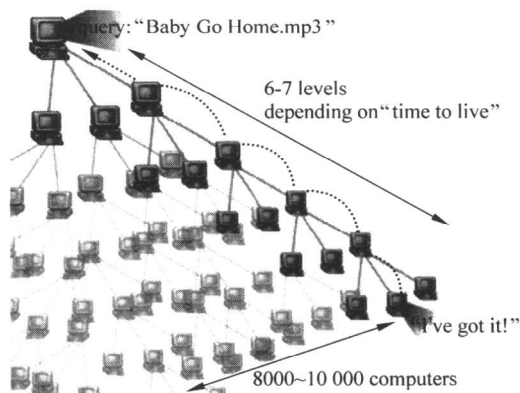 query: “Baby Go Home.mp3”
6-7 levels
depending on “time to live”
“I've got it!”
8000~10 000 computers